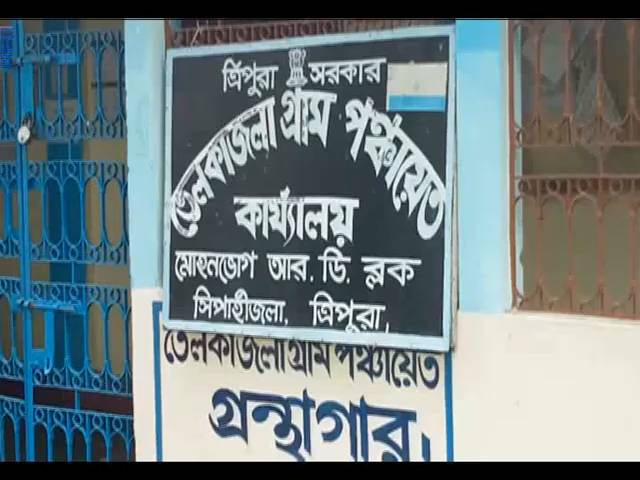 ত্রিপুরা সরকার
তেলকাজলা গ্রাম পঞ্চায়েত
কার্য্যালয়
মোহনভোগ আর. ডি. ব্লক
সিপাহীজলা, ত্রিপুরা,
তেলকাজলা গ্রাম পঞ্চায়েত
গ্রন্থাগার,